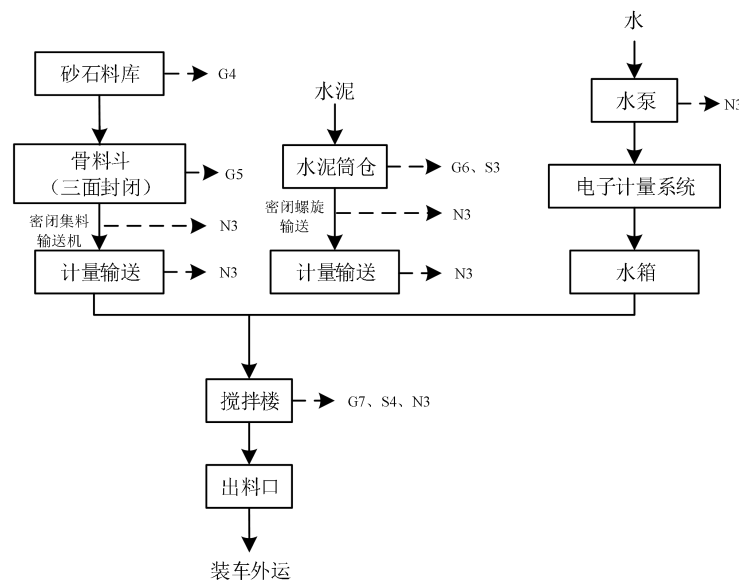 水
砂石料库
G4
水泥
水泵
N3
骨料斗
（三面封闭）
G5
水泥筒仓
G6、S3
电子计量系统
密闭集料
输送机
N3
密闭螺旋
输送
N3
计量输送
N3
计量输送
N3
水箱
搅拌楼
G7、S4、N3
出料口
装车外运